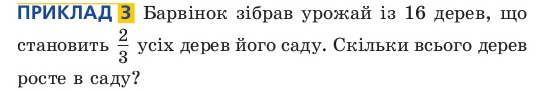 ПРИКЛАД 3 Барвінок зібрав урожай із 16 дерев, що
становить 2/3 усіх дерев його саду. Скільки всього дерев
росте в саду?